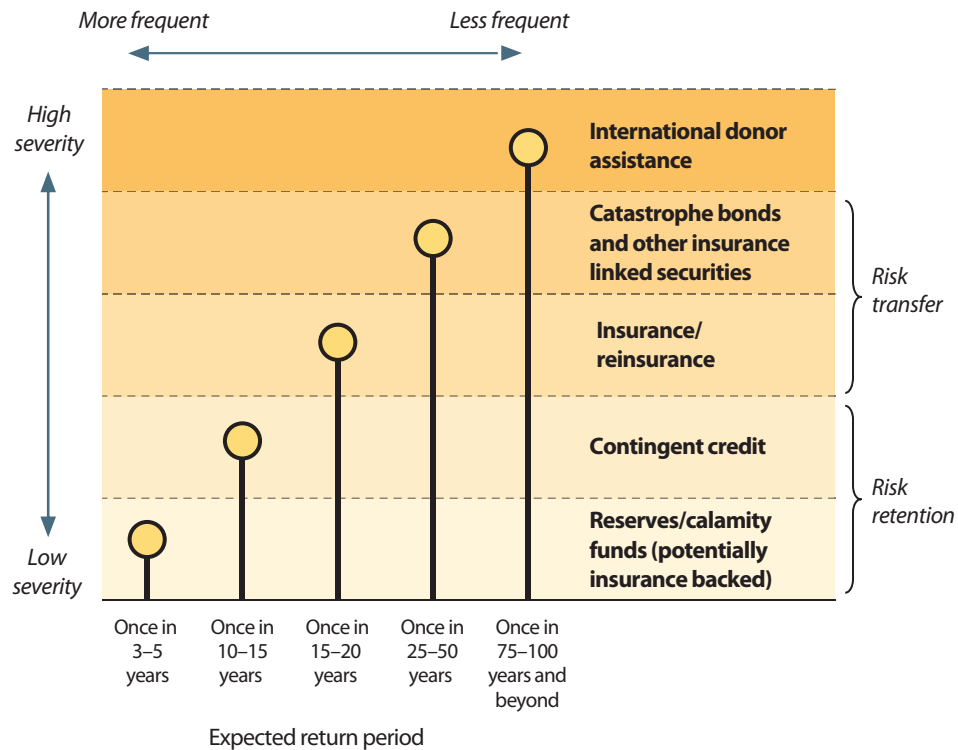 More frequent
Less frequent
High
severity
Low
severity
International donor
assistance
Catastrophe bonds
and other insurance
linked securities
Insurance/
reinsurance
Contingent credit
Reserves/calamity
funds (potentially
insurance backed)
Risk
transfer
Risk
retention
Once in
3–5
years
Once in
10–15
years
Once in
15–20
years
Once in
25–50
years
Once in
75–100
years and
beyond
Expected return period